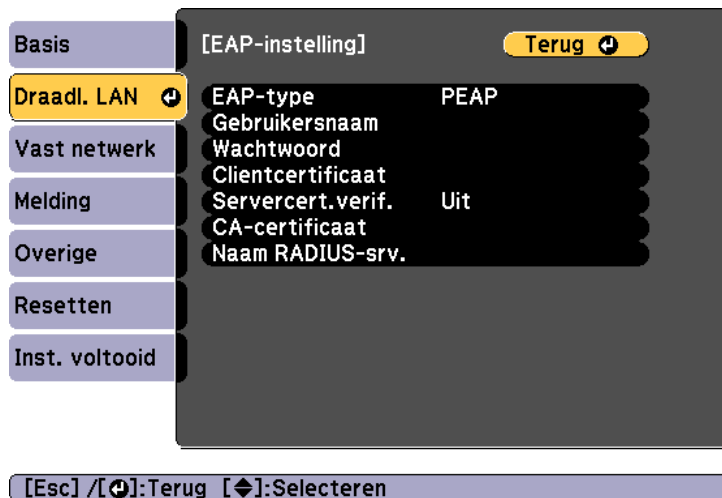 Basis
Draadl. LAN
Vast netwerk
Melding
Overige
Resetten
Inst. voltooid
[EAP-instelling] Terug
EAP-type PEAP
Gebruikersnaam
Wachtwoord
Clientcertificaat
Servercert.verif. Uit
CA-certificaat
Naam RADIUS-srv.
[Esc] /[⏎]:Terug [◆]:Selecteren